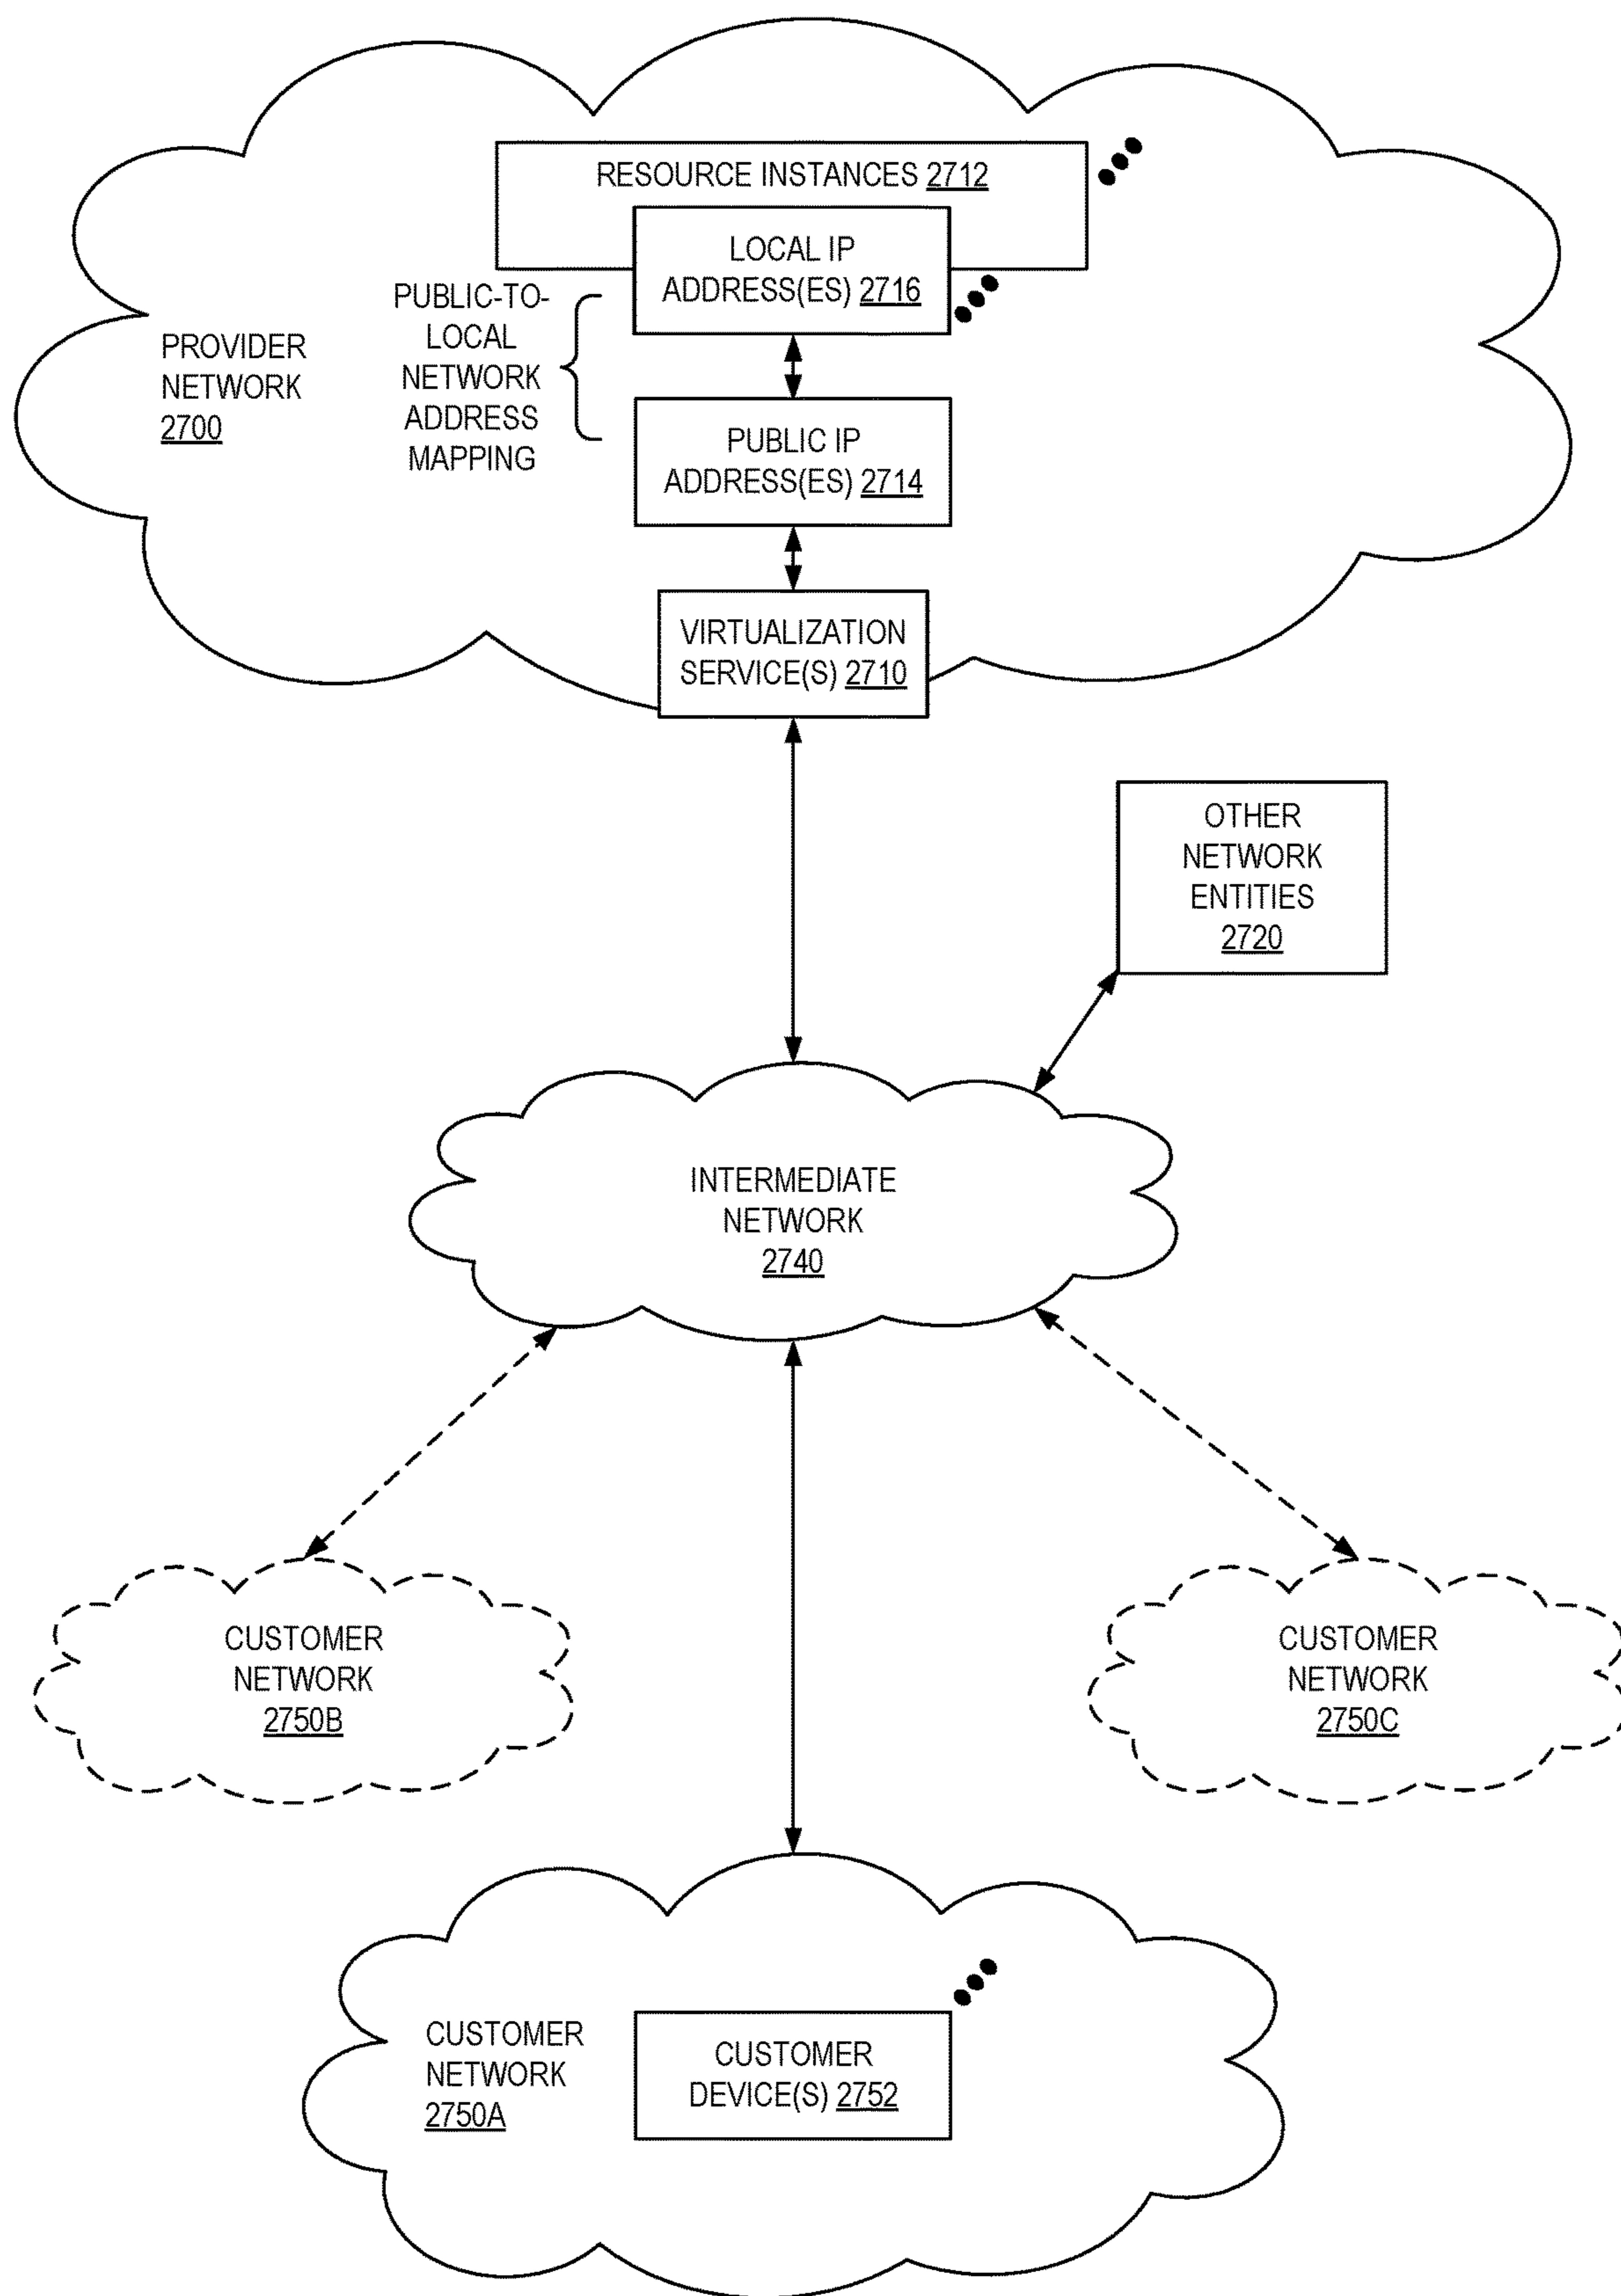 RESOURCE INSTANCES 2712
LOCAL IP
ADDRESS(ES) 2716
PUBLIC-TO-
LOCAL
NETWORK
ADDRESS
MAPPING
PROVIDER
NETWORK
2700
PUBLIC IP
ADDRESS(ES) 2714
VIRTUALIZATION
SERVICE(S) 2710
OTHER
NETWORK
ENTITIES
2720
INTERMEDIATE
NETWORK
2740
CUSTOMER
NETWORK
2750B
CUSTOMER
NETWORK
2750C
CUSTOMER
NETWORK
2750A
CUSTOMER
DEVICE(S) 2752